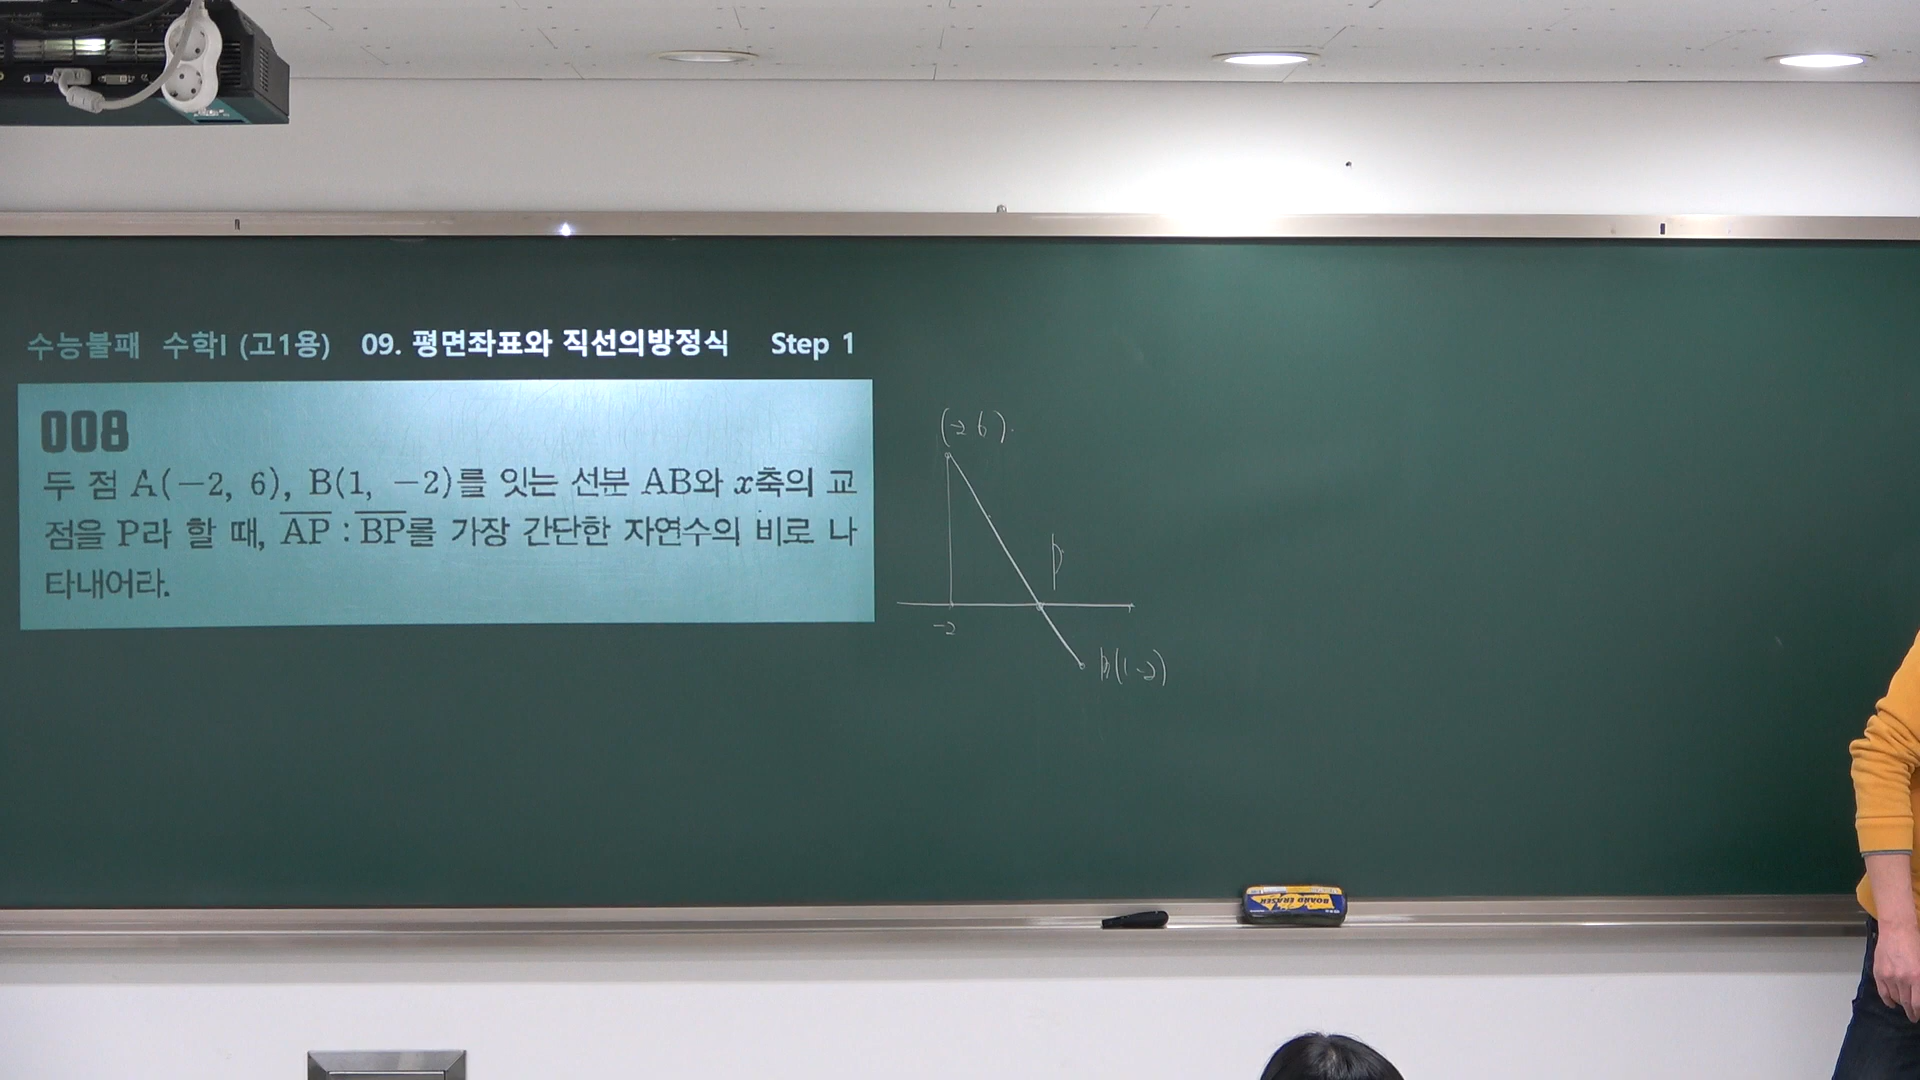 수능불패 수학I (고1용) 09. 평면좌표와 직선의방정식 Step 1
008
두 점 A(−2, 6), B(1, −2)를 잇는 선분 AB와 x축의 교
점을 P라 할 때, AP : BP를 가장 간단한 자연수의 비로 나
타내어라.
(-2 6).
P
-2
B(1 -2)
BOARD ERASER